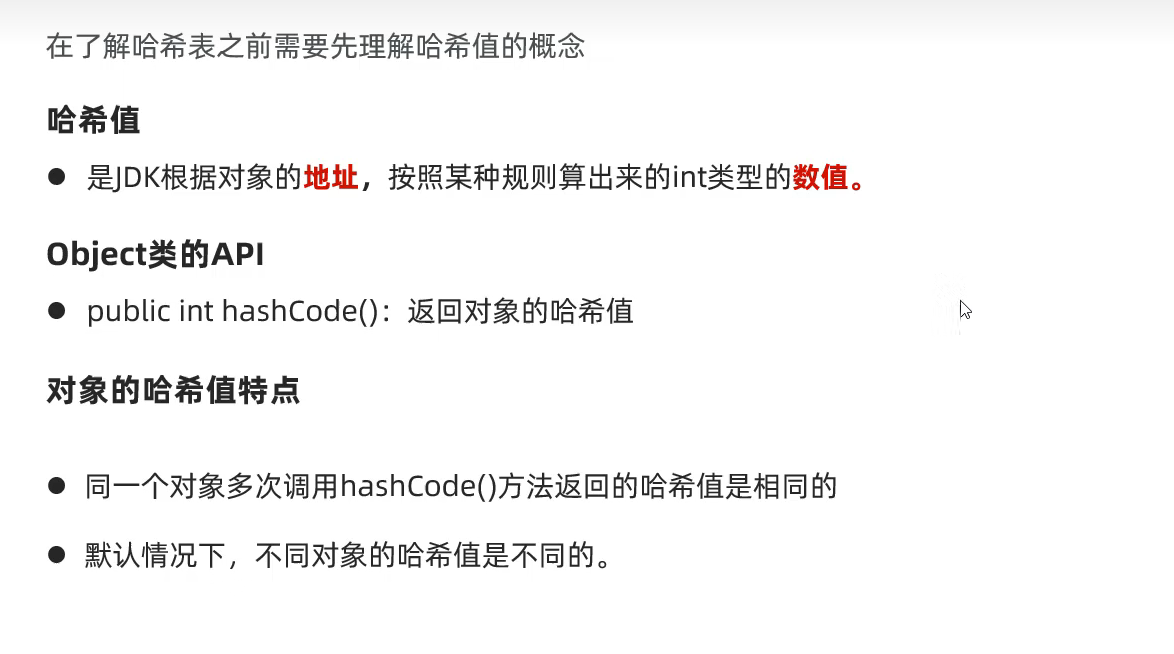 在了解哈希表之前需要先理解哈希值的概念
哈希值
● 是JDK根据对象的地址，按照某种规则算出来的int类型的数值。
Object类的API
● public int hashCode()：返回对象的哈希值
对象的哈希值特点
● 同一个对象多次调用hashCode()方法返回的哈希值是相同的
● 默认情况下，不同对象的哈希值是不同的。